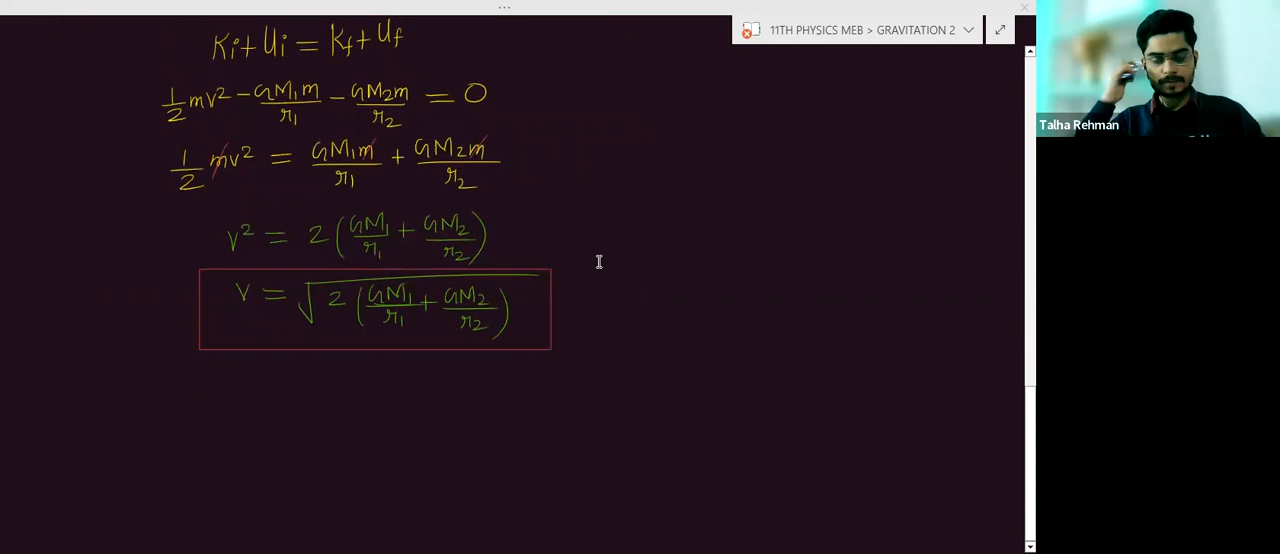 Ki + Ui = Kf + Uf
1/2 mv² - GM₁m/r₁ - GM₂m/r₂ = 0
1/2 mv² = GM₁m/r₁ + GM₂m/r₂
v² = 2 (GM₁/r₁ + GM₂/r₂)
v = √2 (GM₁/r₁ + GM₂/r₂)
11TH PHYSICS MEB > GRAVITATION 2
Talha Rehman